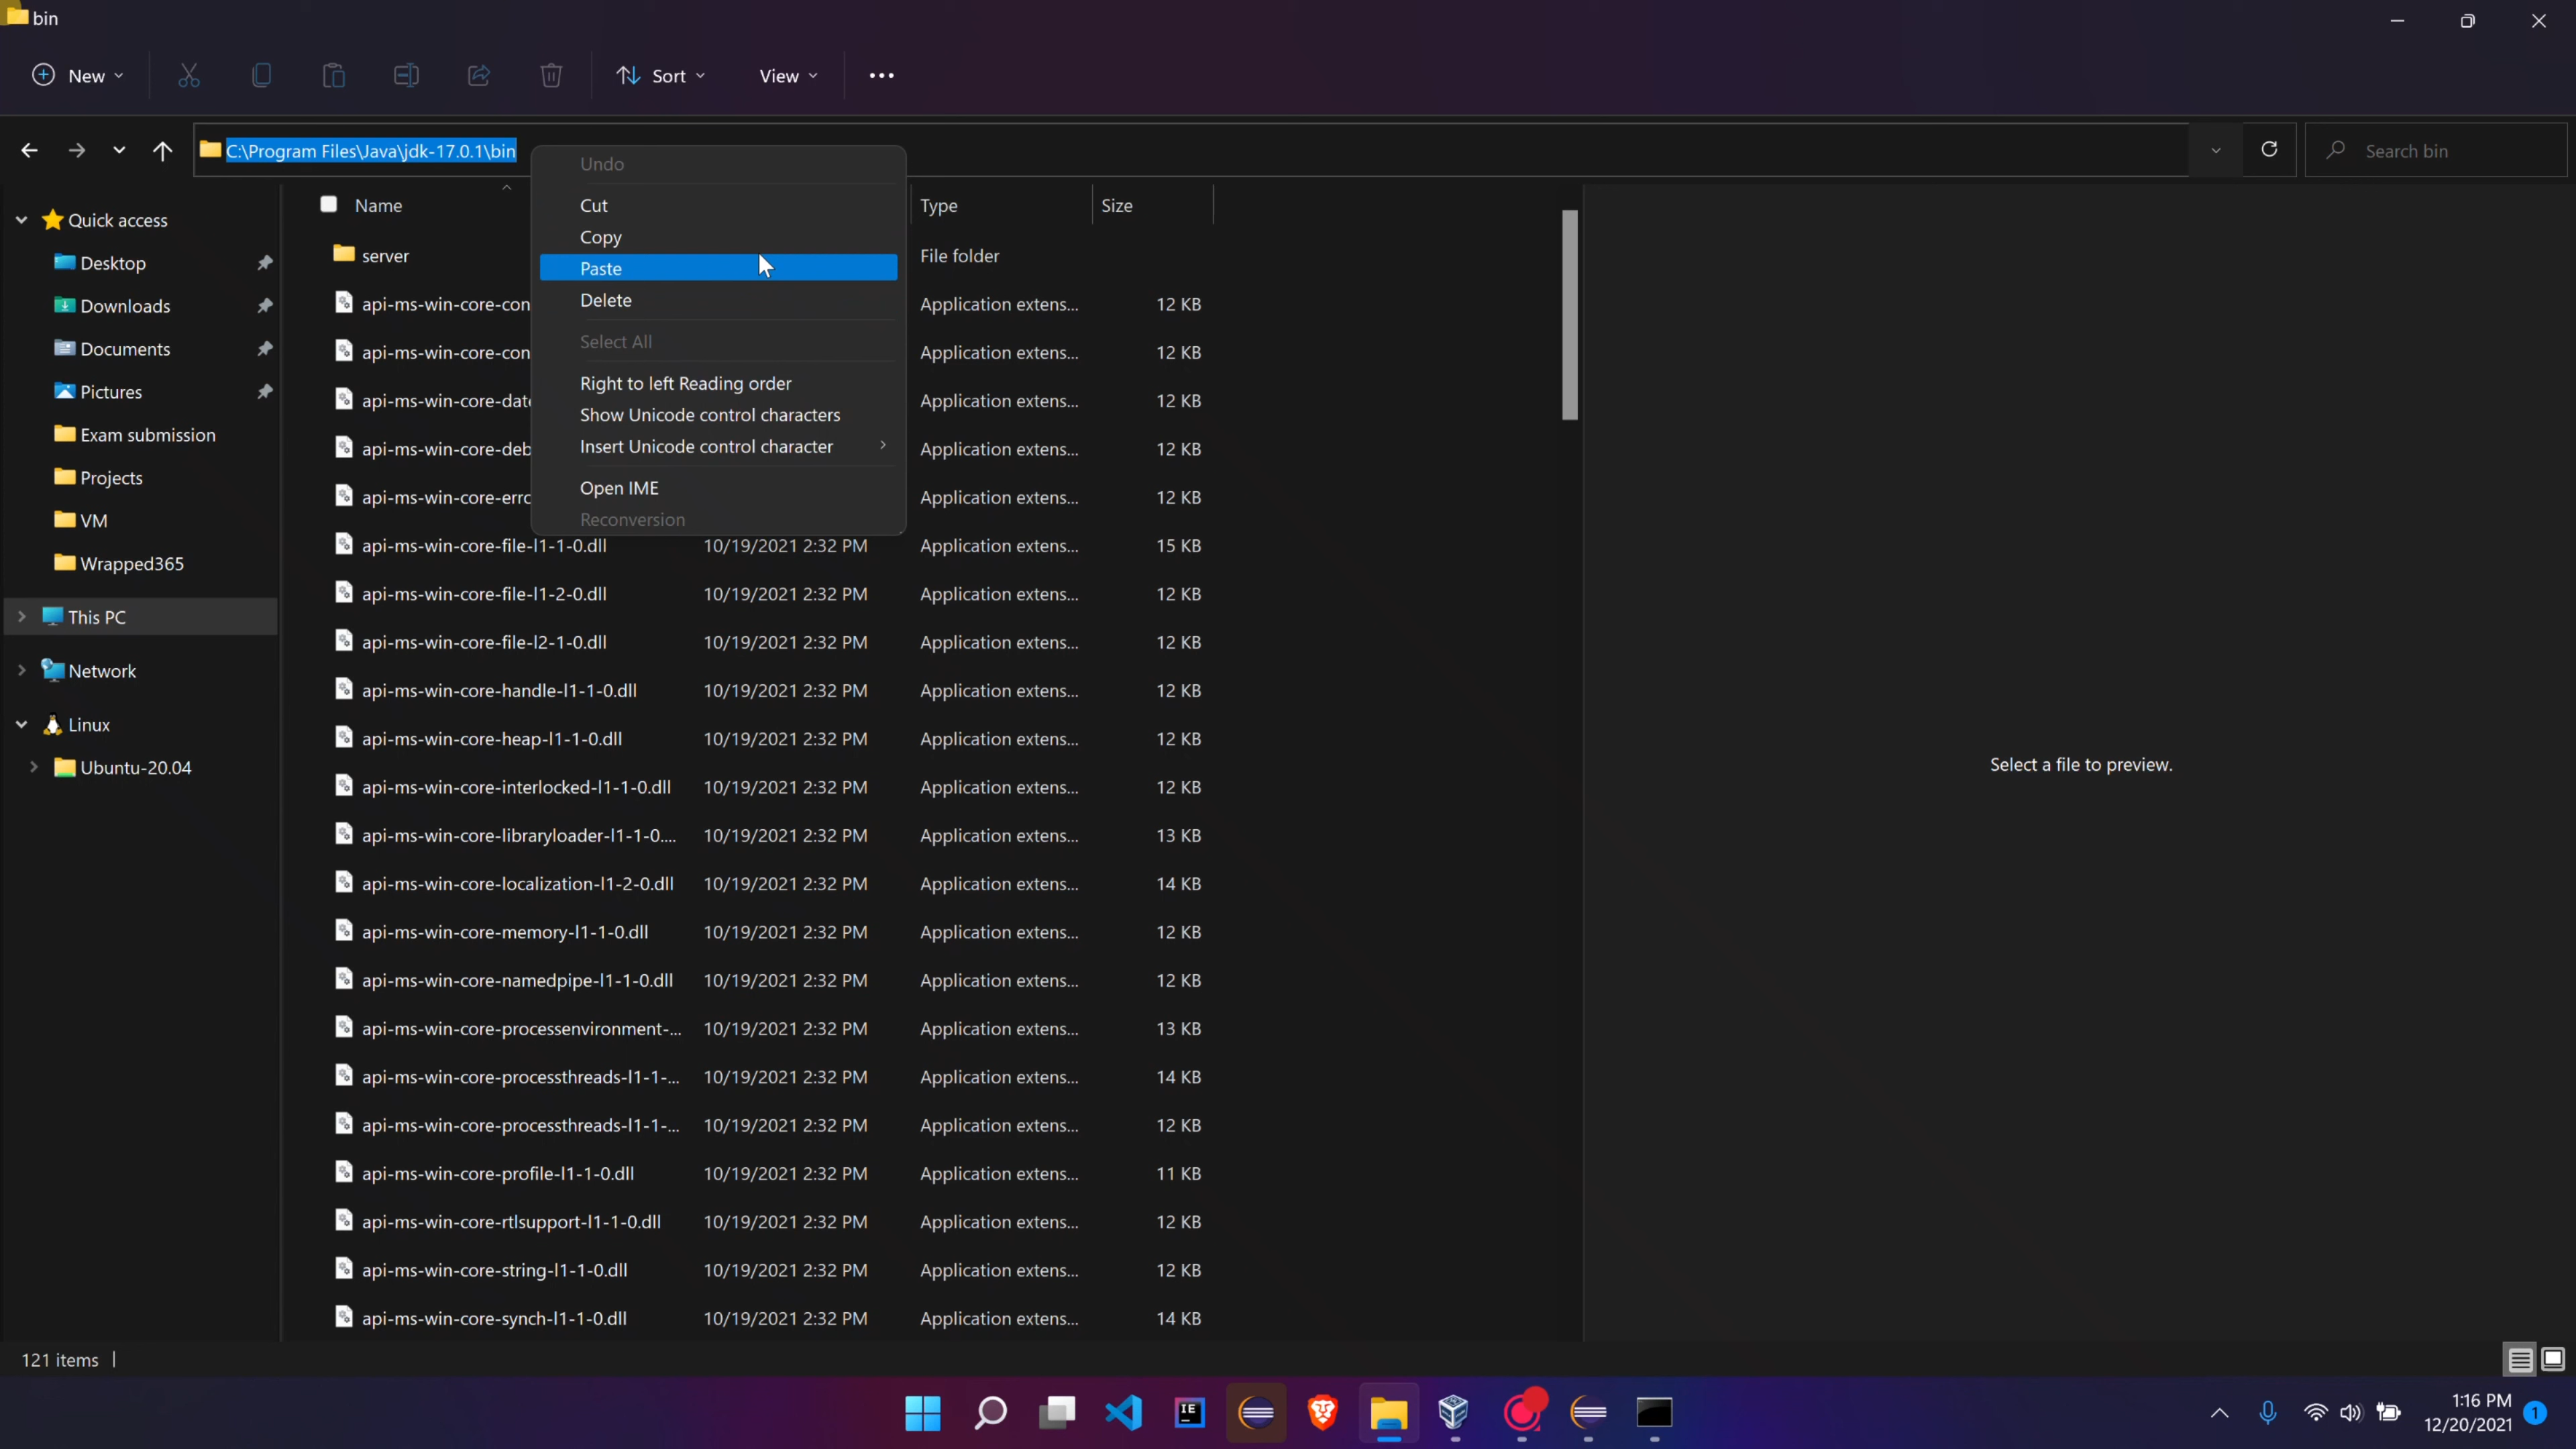 bin
New
Sort
View
C:\Program Files\Java\jdk-17.0.1\bin
Search bin
Undo
Cut
Copy
Paste
Delete
Select All
Right to left Reading order
Show Unicode control characters
Insert Unicode control character
Open IME
Reconversion
Quick access
Desktop
Downloads
Documents
Pictures
Exam submission
Projects
VM
Wrapped365
This PC
Network
Linux
Ubuntu-20.04
Name Type Size
server File folder
api-ms-win-core-con Application extens... 12 KB
api-ms-win-core-con Application extens... 12 KB
api-ms-win-core-date Application extens... 12 KB
api-ms-win-core-deb Application extens... 12 KB
api-ms-win-core-erro Application extens... 12 KB
api-ms-win-core-file-l1-1-0.dll 10/19/2021 2:32 PM Application extens... 15 KB
api-ms-win-core-file-l1-2-0.dll 10/19/2021 2:32 PM Application extens... 12 KB
api-ms-win-core-file-l2-1-0.dll 10/19/2021 2:32 PM Application extens... 12 KB
api-ms-win-core-handle-l1-1-0.dll 10/19/2021 2:32 PM Application extens... 12 KB
api-ms-win-core-heap-l1-1-0.dll 10/19/2021 2:32 PM Application extens... 12 KB
api-ms-win-core-interlocked-l1-1-0.dll 10/19/2021 2:32 PM Application extens... 12 KB
api-ms-win-core-libraryloader-l1-1-0.... 10/19/2021 2:32 PM Application extens... 13 KB
api-ms-win-core-localization-l1-2-0.dll 10/19/2021 2:32 PM Application extens... 14 KB
api-ms-win-core-memory-l1-1-0.dll 10/19/2021 2:32 PM Application extens... 12 KB
api-ms-win-core-namedpipe-l1-1-0.dll 10/19/2021 2:32 PM Application extens... 12 KB
api-ms-win-core-processenvironment-... 10/19/2021 2:32 PM Application extens... 13 KB
api-ms-win-core-processthreads-l1-1-... 10/19/2021 2:32 PM Application extens... 14 KB
api-ms-win-core-processthreads-l1-1-... 10/19/2021 2:32 PM Application extens... 12 KB
api-ms-win-core-profile-l1-1-0.dll 10/19/2021 2:32 PM Application extens... 11 KB
api-ms-win-core-rtlsupport-l1-1-0.dll 10/19/2021 2:32 PM Application extens... 12 KB
api-ms-win-core-string-l1-1-0.dll 10/19/2021 2:32 PM Application extens... 12 KB
api-ms-win-core-synch-l1-1-0.dll 10/19/2021 2:32 PM Application extens... 14 KB
Select a file to preview.
121 items
IE
1:16 PM
12/20/2021
1